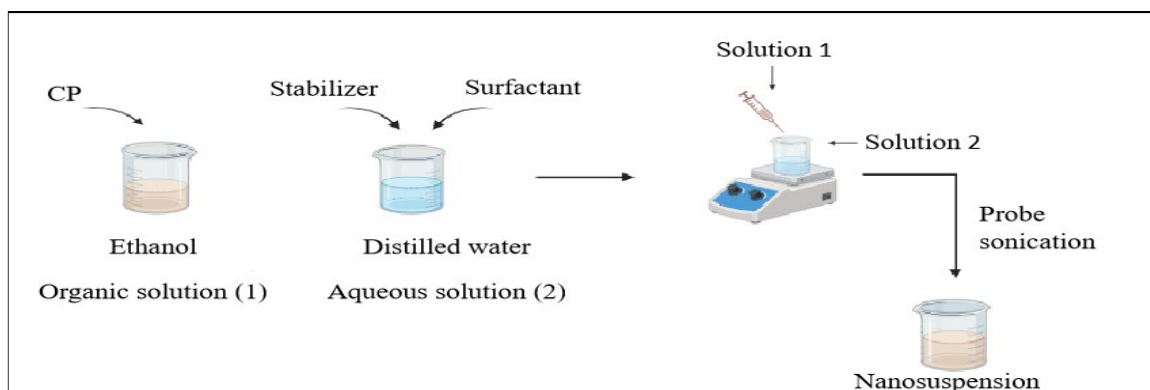 CP
Stabilizer
Surfactant
Solution 1
Solution 2
Ethanol
Distilled water
Organic solution (1)
Aqueous solution (2)
Probe
sonication
Nanosuspension